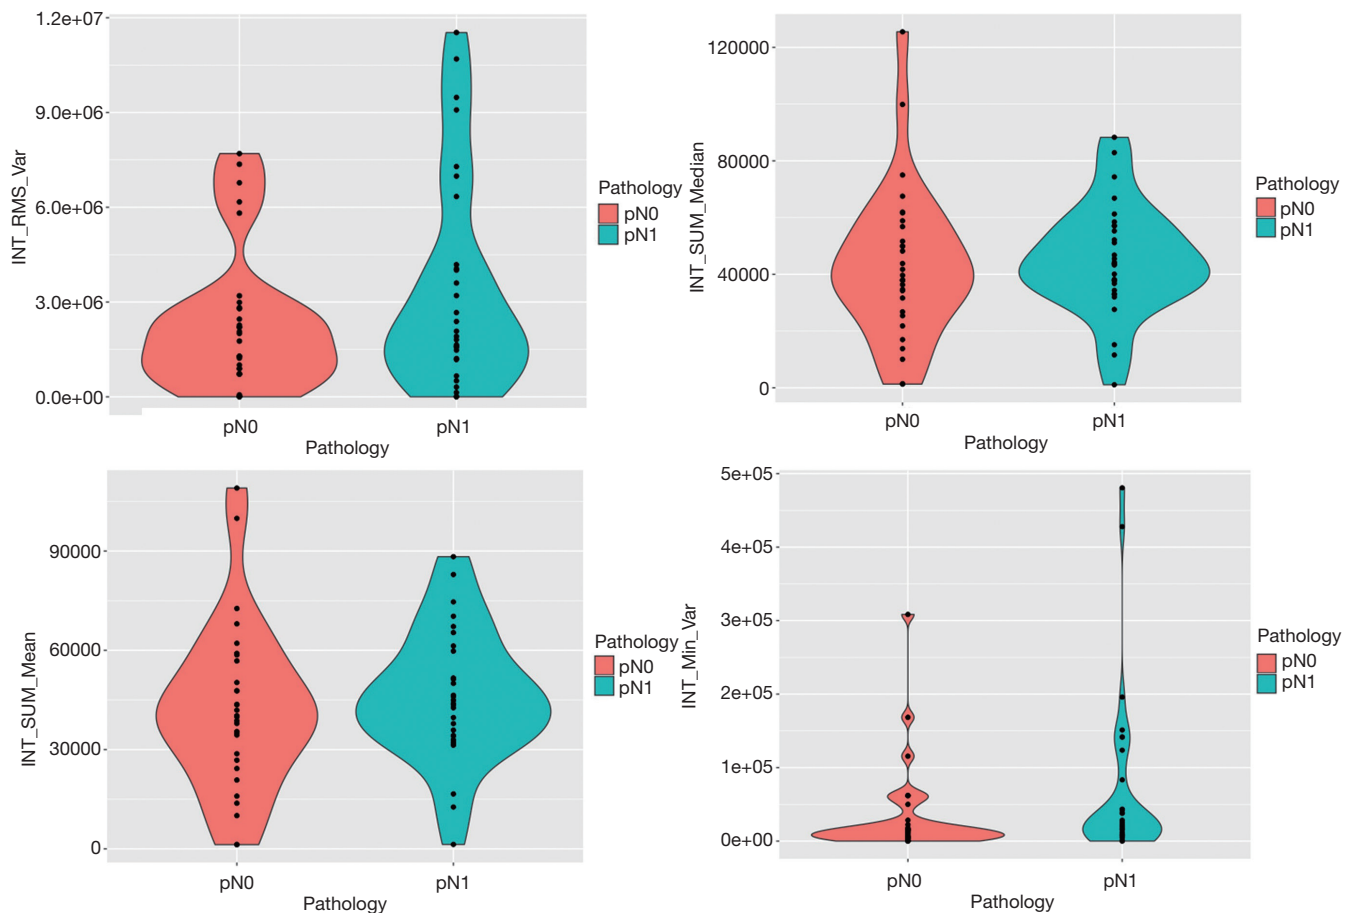 INT_RMS_Var
1.2e+07
9.0e+06
6.0e+06
3.0e+06
0.0e+00
pN0
pN1
Pathology
Pathology
pN0
pN1
INT_SUM_Median
120000
80000
40000
0
pN0
pN1
Pathology
Pathology
pN0
pN1
INT_SUM_Mean
90000
60000
30000
0
pN0
pN1
Pathology
Pathology
pN0
pN1
INT_Min_Var
5e+05
4e+05
3e+05
2e+05
1e+05
0e+00
pN0
pN1
Pathology
Pathology
pN0
pN1